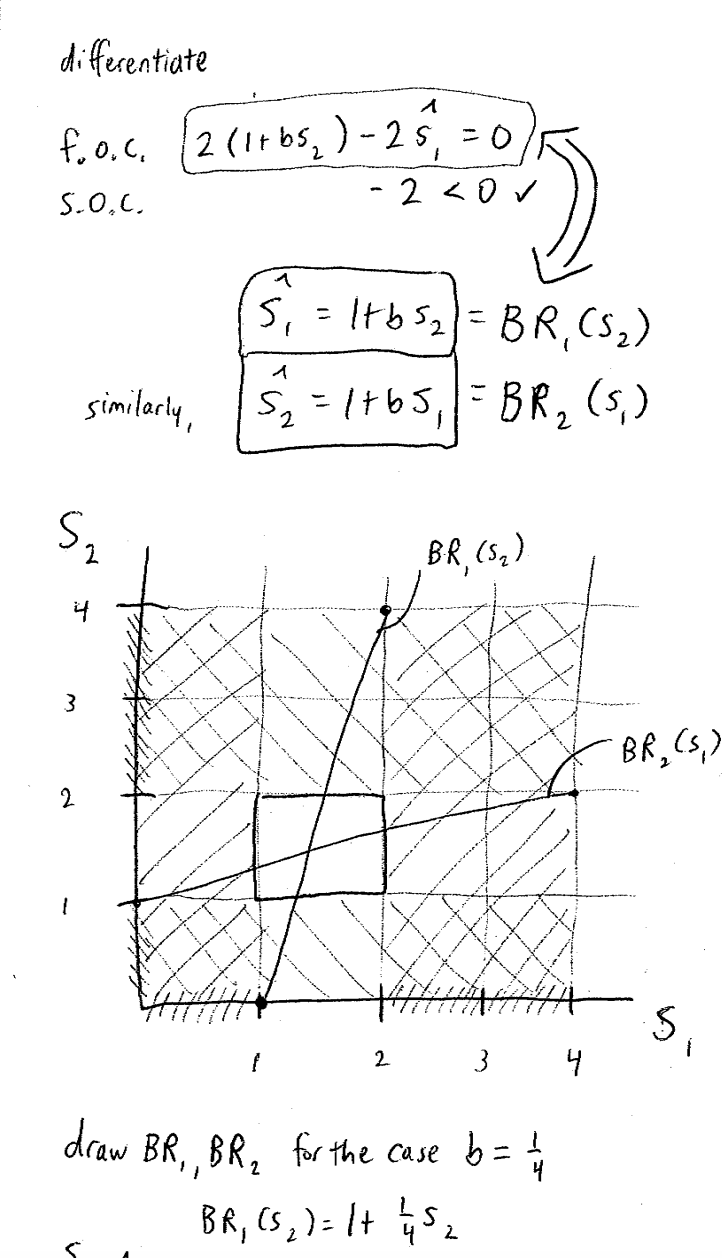 differentiate
f.o.c. 2(1+bs₂) - 2ŝ₁ = 0
s.o.c. -2 < 0 ✓
ŝ₁ = 1+bs₂ = BR₁(s₂)
similarly, ŝ₂ = 1+bs₁ = BR₂(s₁)
S₂
BR₁(s₂)
4
3
BR₂(s₁)
2
1
S₁
1 2 3 4
draw BR₁, BR₂ for the case b = 1/4
BR₁(s₂) = 1+ 1/4 s₂